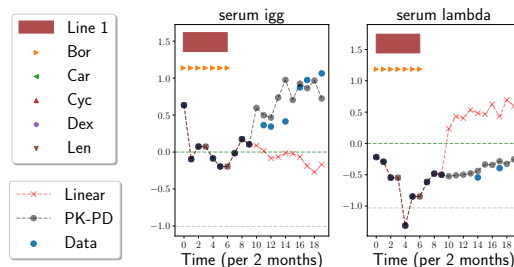 Line 1
Bor
Car
Cyc
Dex
Len
Linear
PK-PD
Data
serum igg
1.5
1.0
0.5
0.0
−0.5
−1.0
0 2 4 6 8 10 12 14 16 18
Time (per 2 months)
serum lambda
1.5
1.0
0.5
0.0
−0.5
−1.0
0 2 4 6 8 10 12 14 16 18
Time (per 2 months)